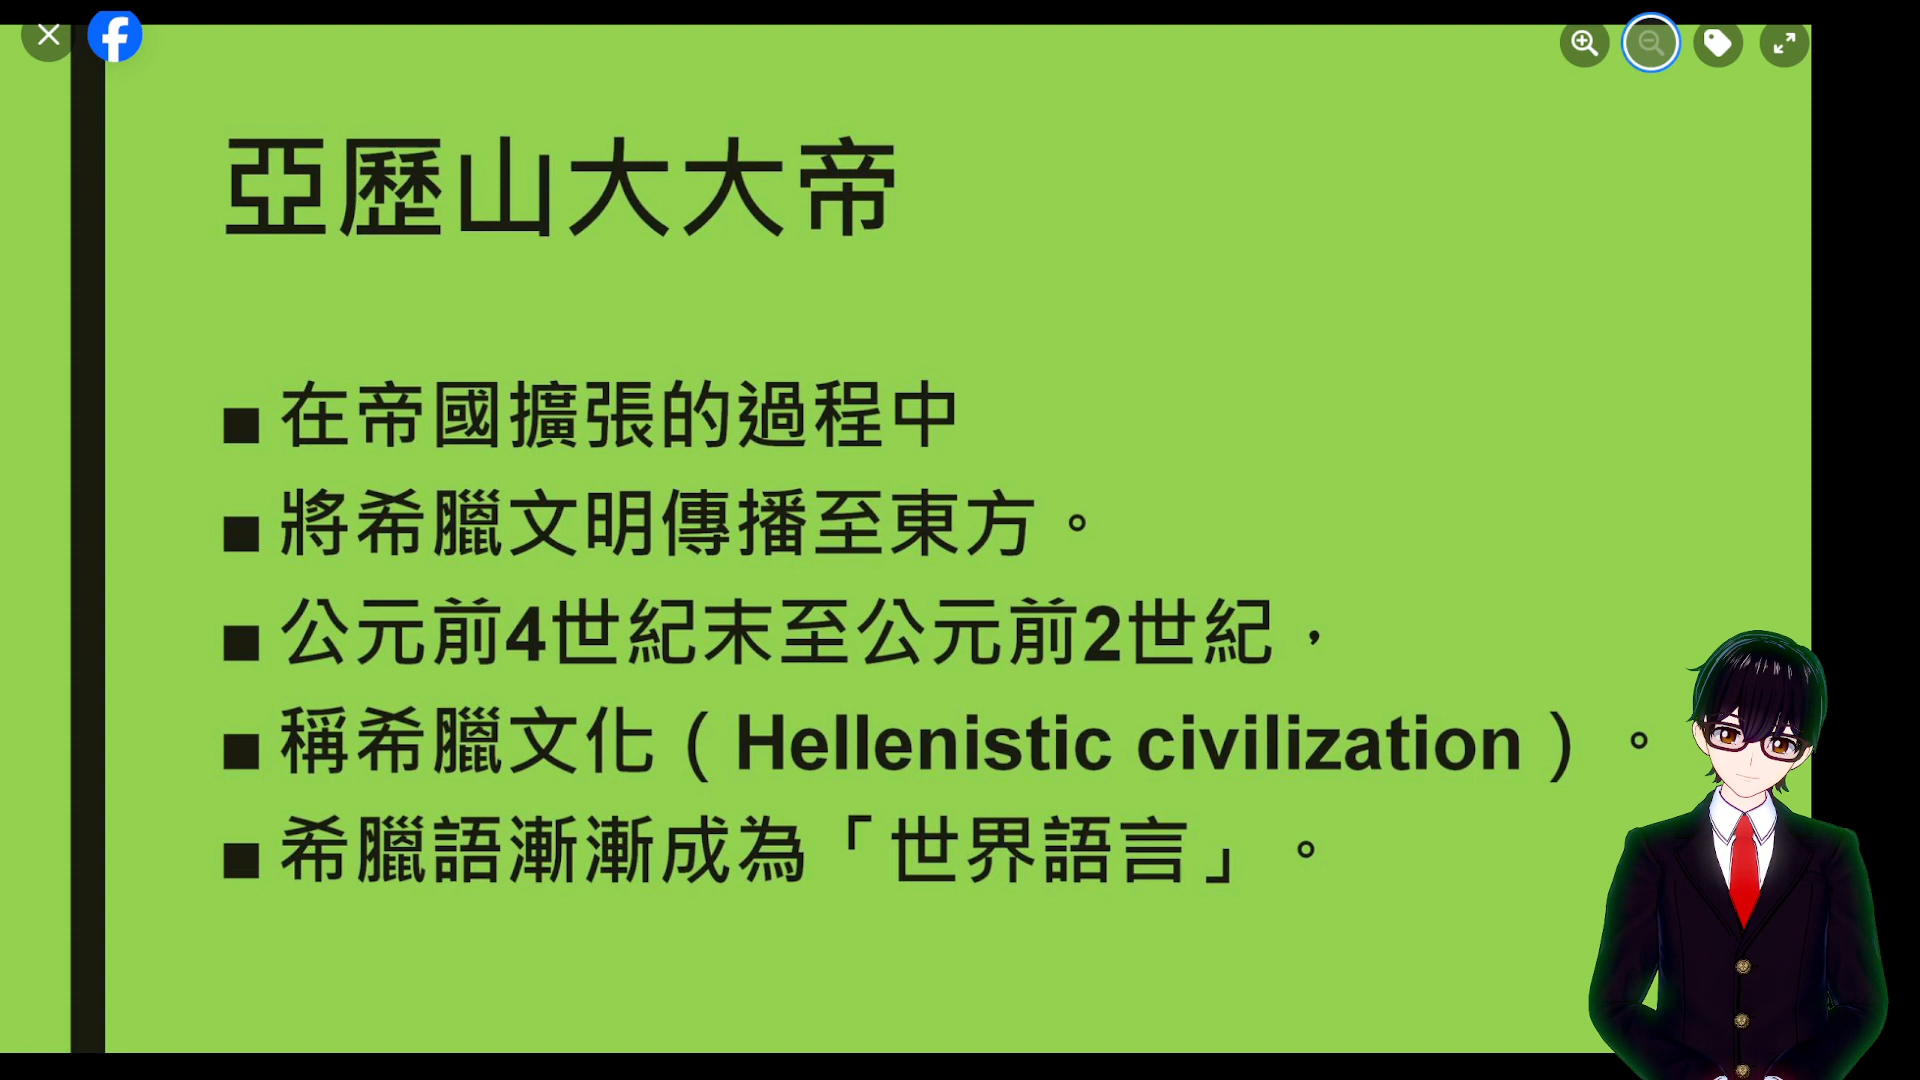 亞歷山大大帝
■ 在帝國擴張的過程中
■ 將希臘文明傳播至東方。
■ 公元前4世紀末至公元前2世紀，
■ 稱希臘文化（Hellenistic civilization）。
■ 希臘語漸漸成為「世界語言」。